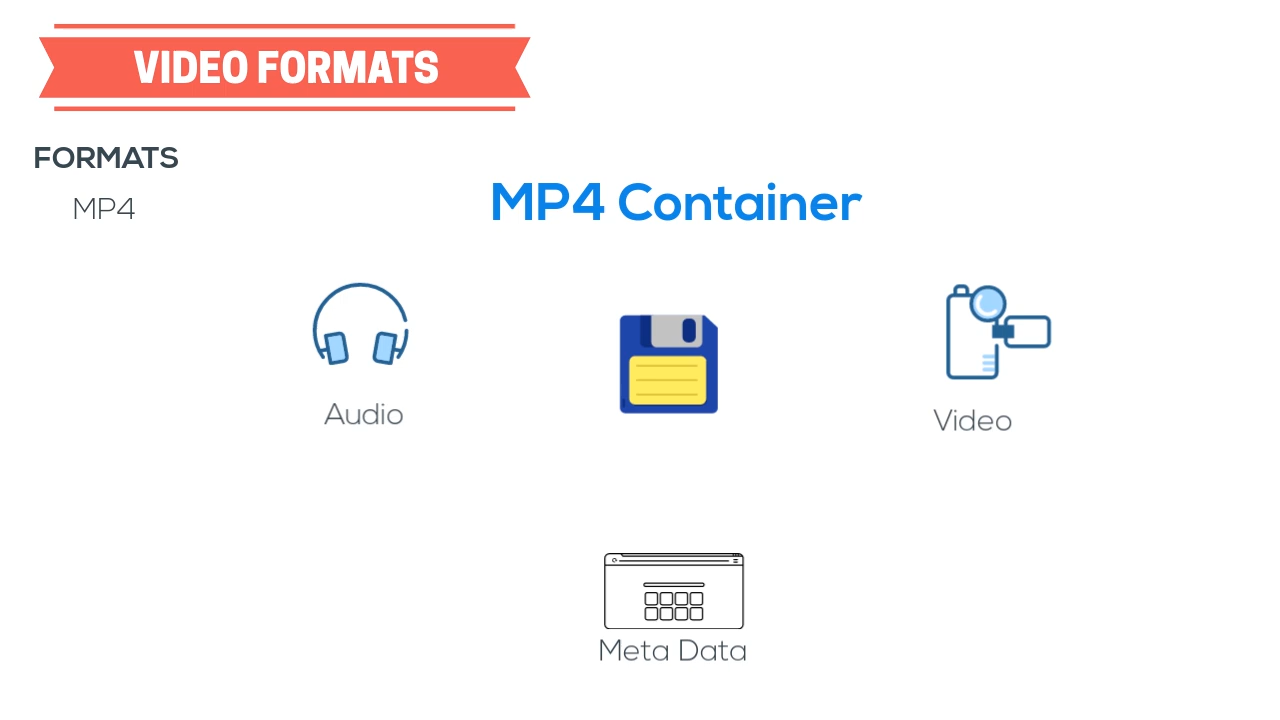 VIDEO FORMATS
FORMATS
MP4
MP4 Container
Audio
Video
Meta Data